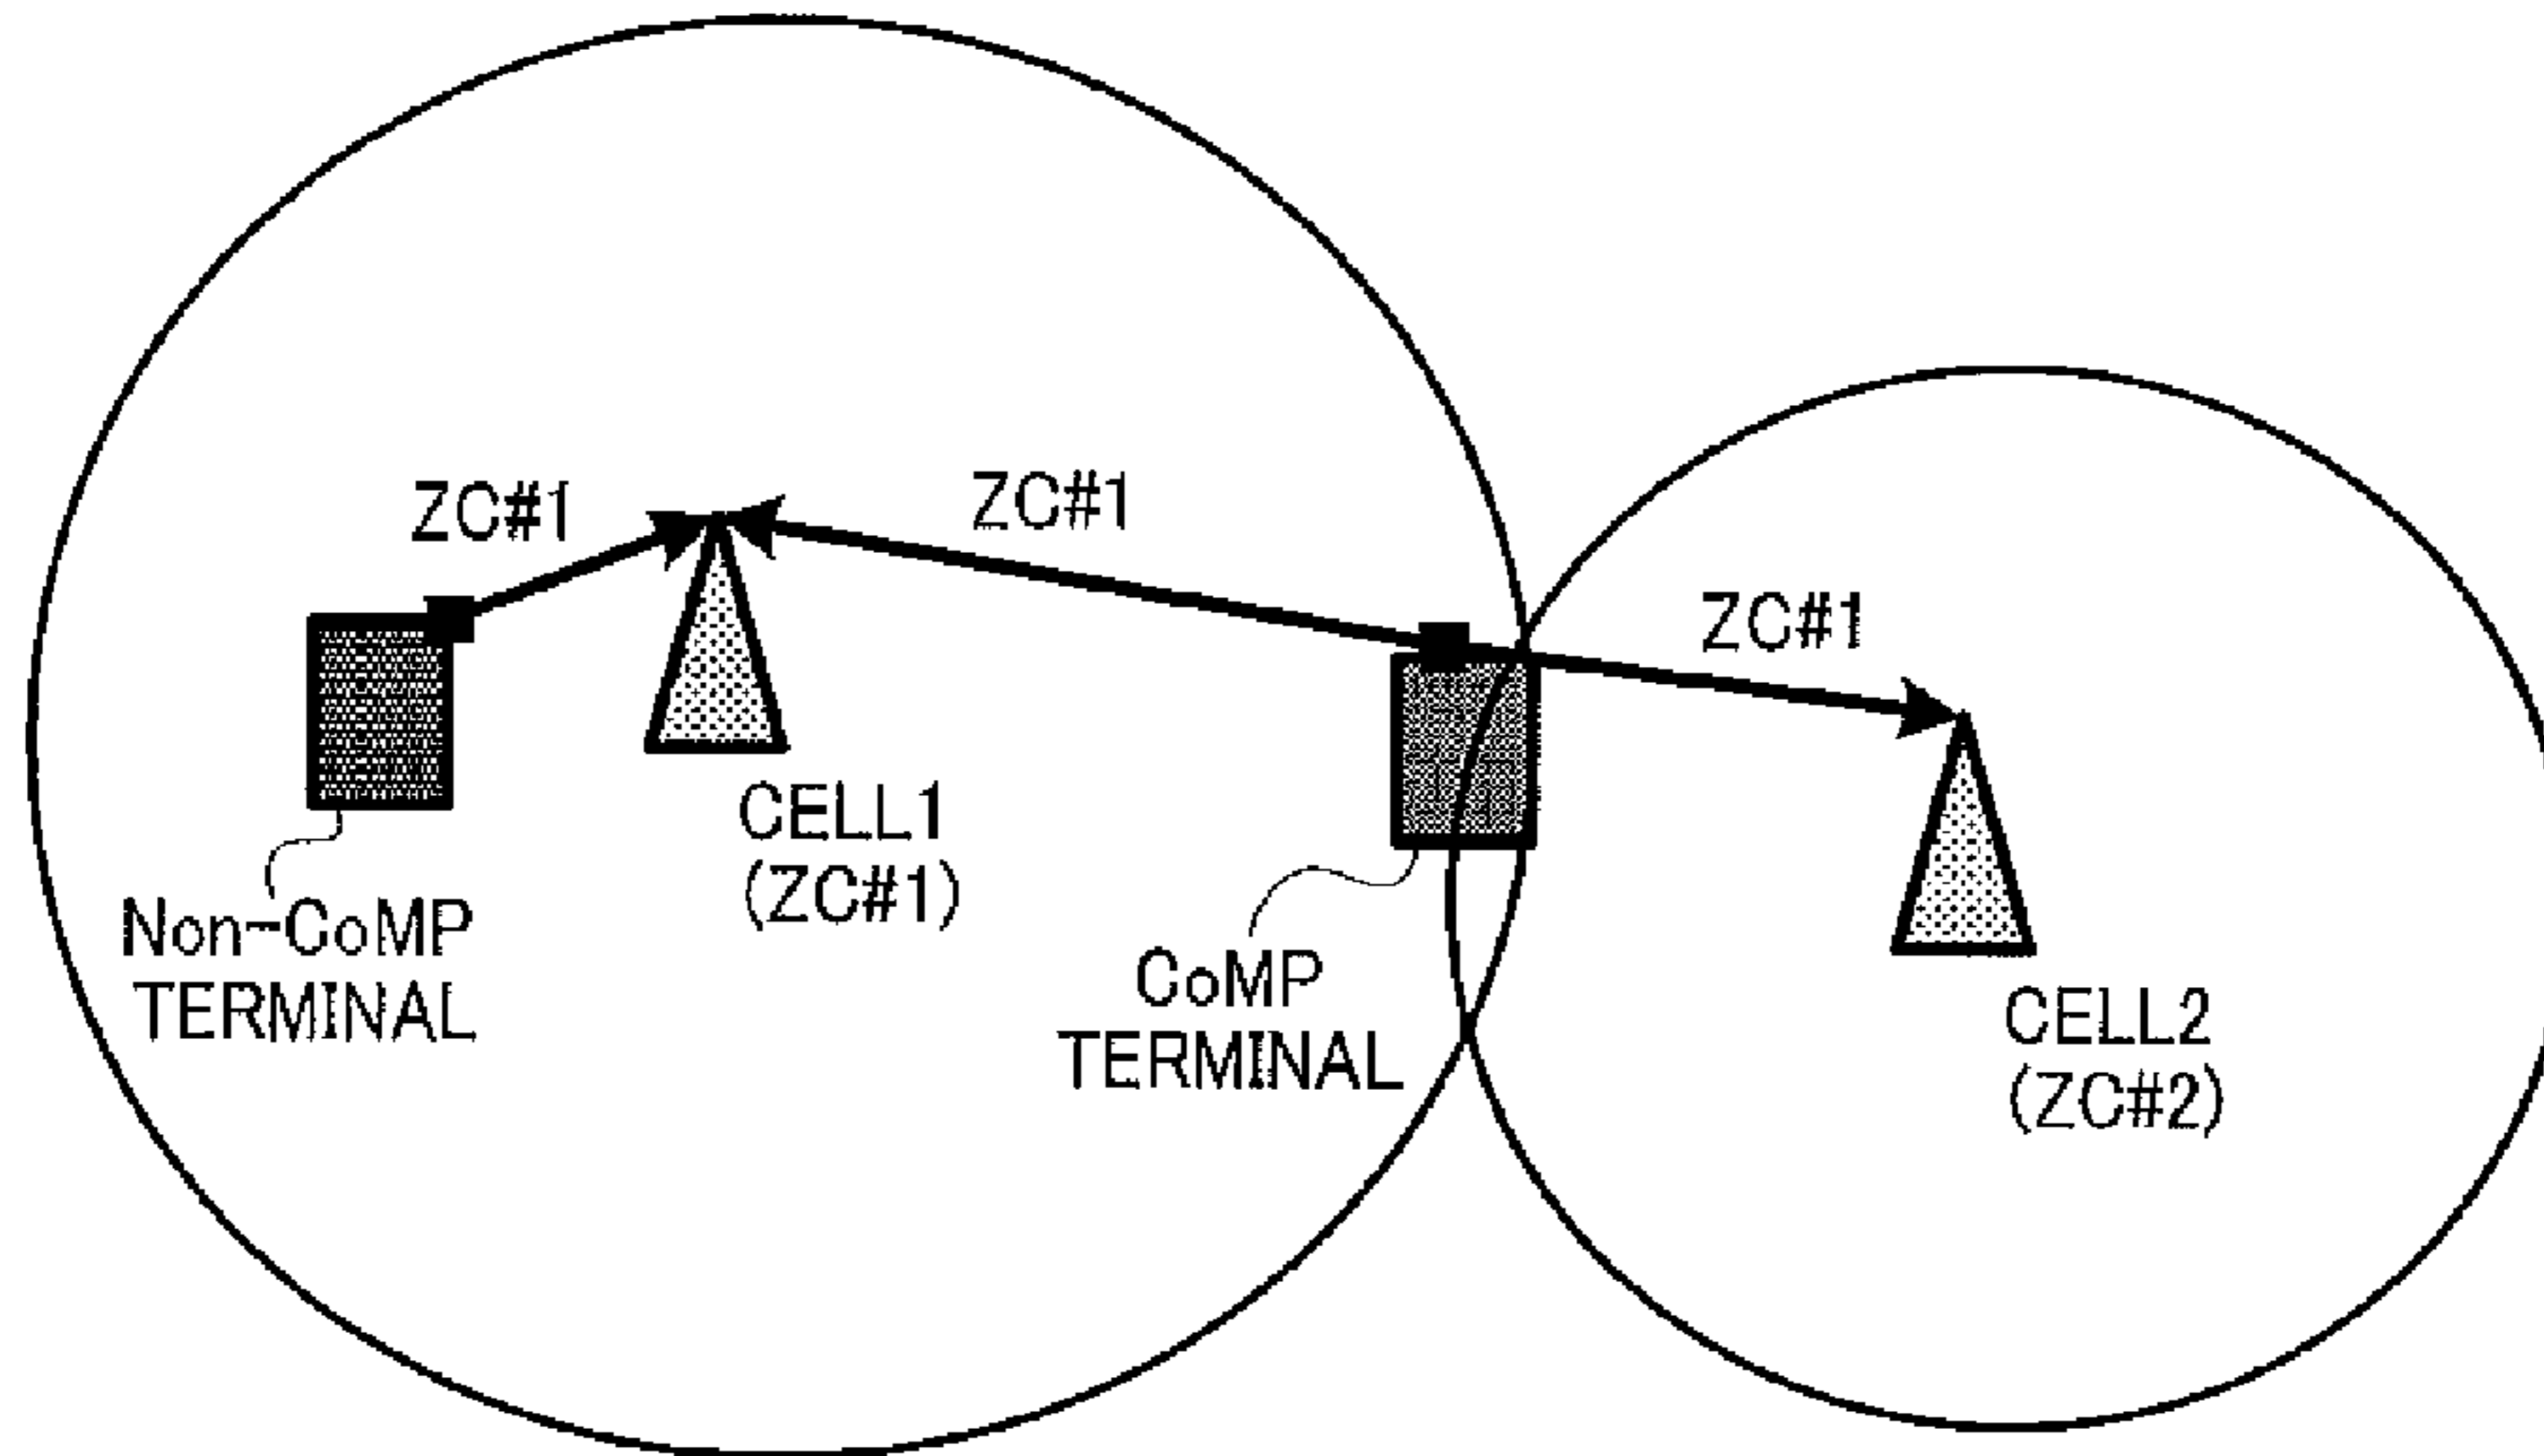 ZC#1
ZC#1
ZC#1
CELL1
(ZC#1)
Non-CoMP
TERMINAL
CoMP
TERMINAL
CELL2
(ZC#2)